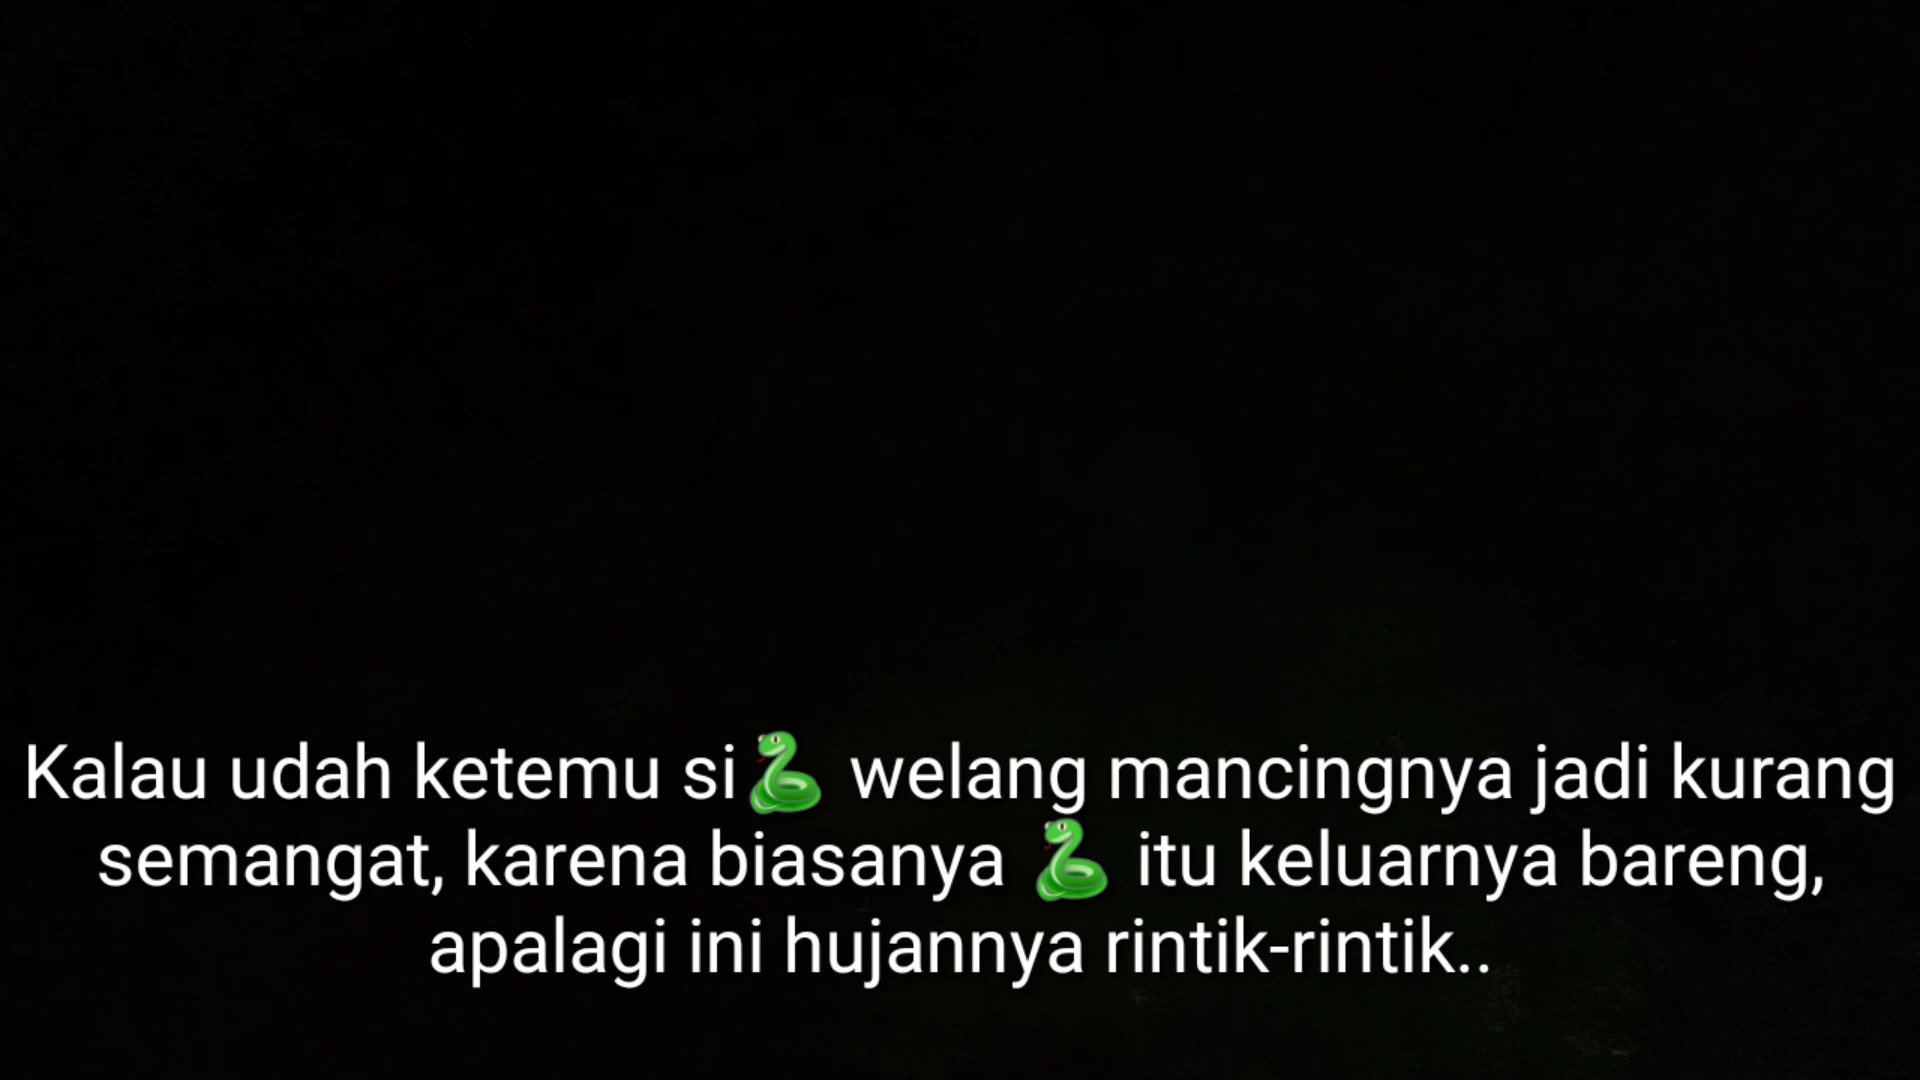 Kalau udah ketemu si🐍 welang mancingnya jadi kurang
semangat, karena biasanya 🐍 itu keluarnya bareng,
apalagi ini hujannya rintik-rintik..